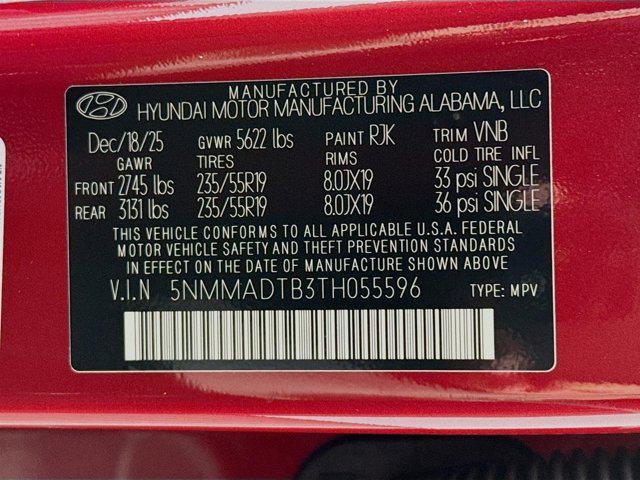 MANUFACTURED BY
HYUNDAI MOTOR MANUFACTURING ALABAMA, LLC
Dec/18/25 GVWR 5622 lbs PAINT RJK TRIM VNB
GAWR TIRES RIMS COLD TIRE INFL
FRONT 2745 lbs 235/55R19 8.0JX19 33 psi SINGLE
REAR 3131 lbs 235/55R19 8.0JX19 36 psi SINGLE
THIS VEHICLE CONFORMS TO ALL APPLICABLE U.S.A. FEDERAL
MOTOR VEHICLE SAFETY AND THEFT PREVENTION STANDARDS
IN EFFECT ON THE DATE OF MANUFACTURE SHOWN ABOVE
V.I.N 5NMMADTB3TH055596 TYPE: MPV